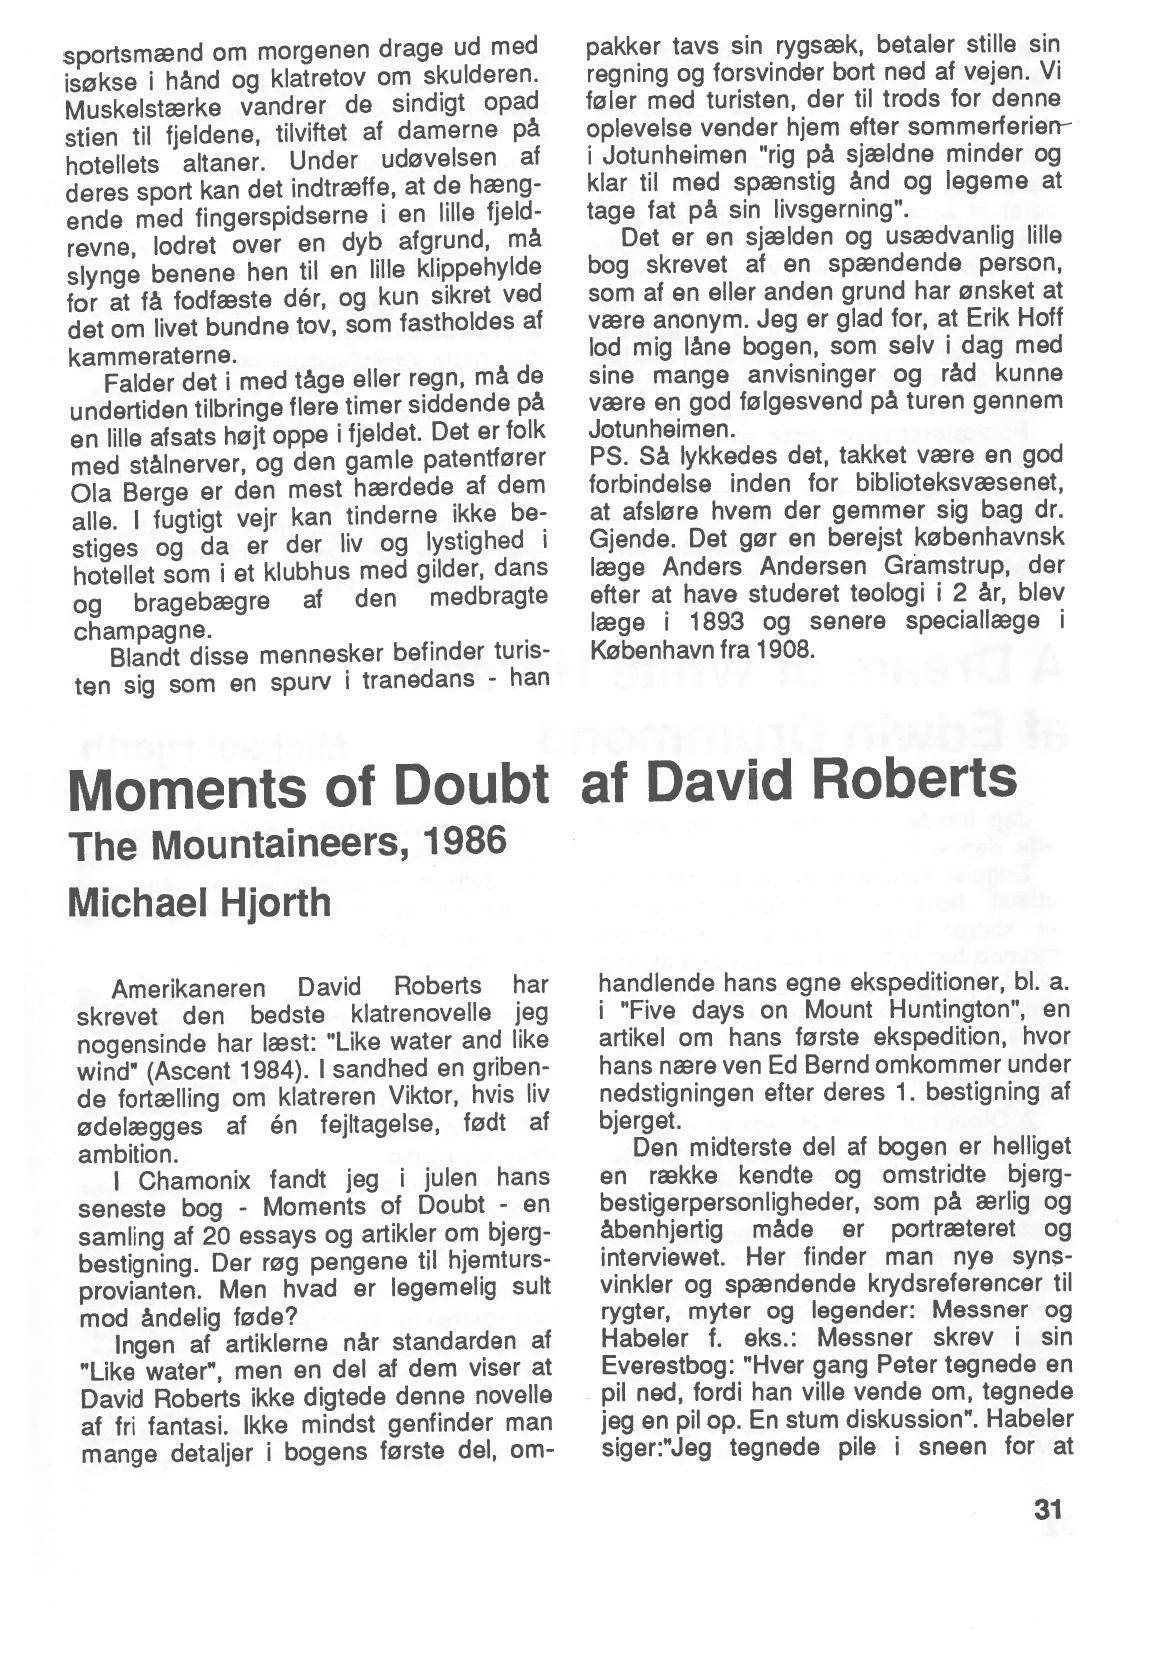 sportsmænd om morgenen drage ud med
isøkse i hånd og klatretov om skulderen.
Muskelstærke vandrer de sindigt opad
stien til fjeldene, tilviftet af damerne på
hotellets altaner. Under udøvelsen af
deres sport kan det indtræffe, at de hæng-
ende med fingerspidserne i en lille fjeld-
revne, lodret over en dyb afgrund, må
slynge benene hen til en lille klippehylde
for at få fodfæste dér, og kun sikret ved
det om livet bundne tov, som fastholdes af
kammeraterne.
Falder det i med tåge eller regn, må de
undertiden tilbringe flere timer siddende på
en lille afsats højt oppe i fjeldet. Det er folk
med stålnerver, og den gamle patentfører
Ola Berge er den mest hærdede af dem
alle. I fugtigt vejr kan tinderne ikke be-
stiges og da er der liv og lystighed i
hotellet som i et klubhus med gilder, dans
og bragebægre af den medbragte
champagne.
Blandt disse mennesker befinder turis-
ten sig som en spurv i tranedans - han
pakker tavs sin rygsæk, betaler stille sin
regning og forsvinder bort ned af vejen. Vi
føler med turisten, der til trods for denne
oplevelse vender hjem efter sommerferien
i Jotunheimen "rig på sjældne minder og
klar til med spænstig ånd og legeme at
tage fat på sin livsgerning".
Det er en sjælden og usædvanlig lille
bog skrevet af en spændende person,
som af en eller anden grund har ønsket at
være anonym. Jeg er glad for, at Erik Hoff
lod mig låne bogen, som selv i dag med
sine mange anvisninger og råd kunne
være en god følgesvend på turen gennem
Jotunheimen.
PS. Så lykkedes det, takket være en god
forbindelse inden for biblioteksvæsenet,
at afsløre hvem der gemmer sig bag dr.
Gjende. Det gør en berejst københavnsk
læge Anders Andersen Gramstrup, der
efter at have studeret teologi i 2 år, blev
læge i 1893 og senere speciallæge i
København fra 1908.
Moments of Doubt af David Roberts
The Mountaineers, 1986
Michael Hjorth
Amerikaneren David Roberts har
skrevet den bedste klatrenovelle jeg
nogensinde har læst: "Like water and like
wind" (Ascent 1984). I sandhed en griben-
de fortælling om klatreren Viktor, hvis liv
ødelægges af én fejltagelse, født af
ambition.
I Chamonix fandt jeg i julen hans
seneste bog - Moments of Doubt - en
samling af 20 essays og artikler om bjerg-
bestigning. Der røg pengene til hjemturs-
provianten. Men hvad er legemelig sult
mod åndelig føde?
Ingen af artiklerne når standarden af
"Like water", men en del af dem viser at
David Roberts ikke digtede denne novelle
af fri fantasi. Ikke mindst genfinder man
mange detaljer i bogens første del, om-
handlende hans egne ekspeditioner, bl. a.
i "Five days on Mount Huntington", en
artikel om hans første ekspedition, hvor
hans nære ven Ed Bernd omkommer under
nedstigningen efter deres 1. bestigning af
bjerget.
Den midterste del af bogen er helliget
en række kendte og omstridte bjerg-
bestigerpersonligheder, som på ærlig og
åbenhjertig måde er portræteret og
interviewet. Her finder man nye syns-
vinkler og spændende krydsreferencer til
rygter, myter og legender: Messner og
Habeler f. eks.: Messner skrev i sin
Everestbog: "Hver gang Peter tegnede en
pil ned, fordi han ville vende om, tegnede
jeg en pil op. En stum diskussion". Habeler
siger:"Jeg tegnede pile i sneen for at
31